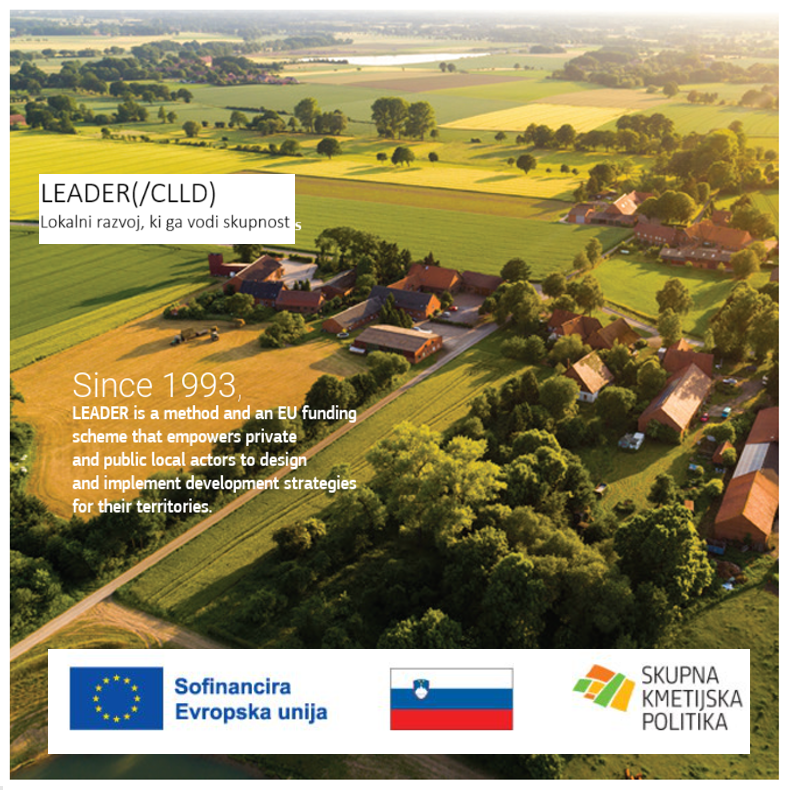 LEADER(/CLLD)
Lokalni razvoj, ki ga vodi skupnost s
Since 1993,
LEADER is a method and an EU funding
scheme that empowers private
and public local actors to design
and implement development strategies
for their territories.
Sofinancira
Evropska unija
SKUPNA
KMETIJSKA
POLITIKA